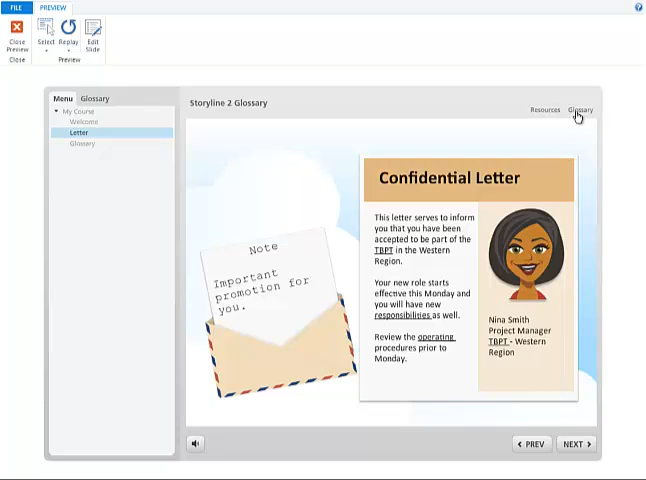 FILE
PREVIEW
Close Preview
Select
Replay
Edit Slide
Close
Preview
Menu
Glossary
My Course
Welcome
Letter
Glossary
Storyline 2 Glossary
Resources
Glossary
Note
Important
promotion for
you.
Confidential Letter
This letter serves to inform
you that you have been
accepted to be part of the
TBPT in the Western
Region.
Your new role starts
effective this Monday and
you will have new
responsibilities as well.
Review the operating
procedures prior to
Monday.
Nina Smith
Project Manager
TBPT - Western
Region
PREV
NEXT